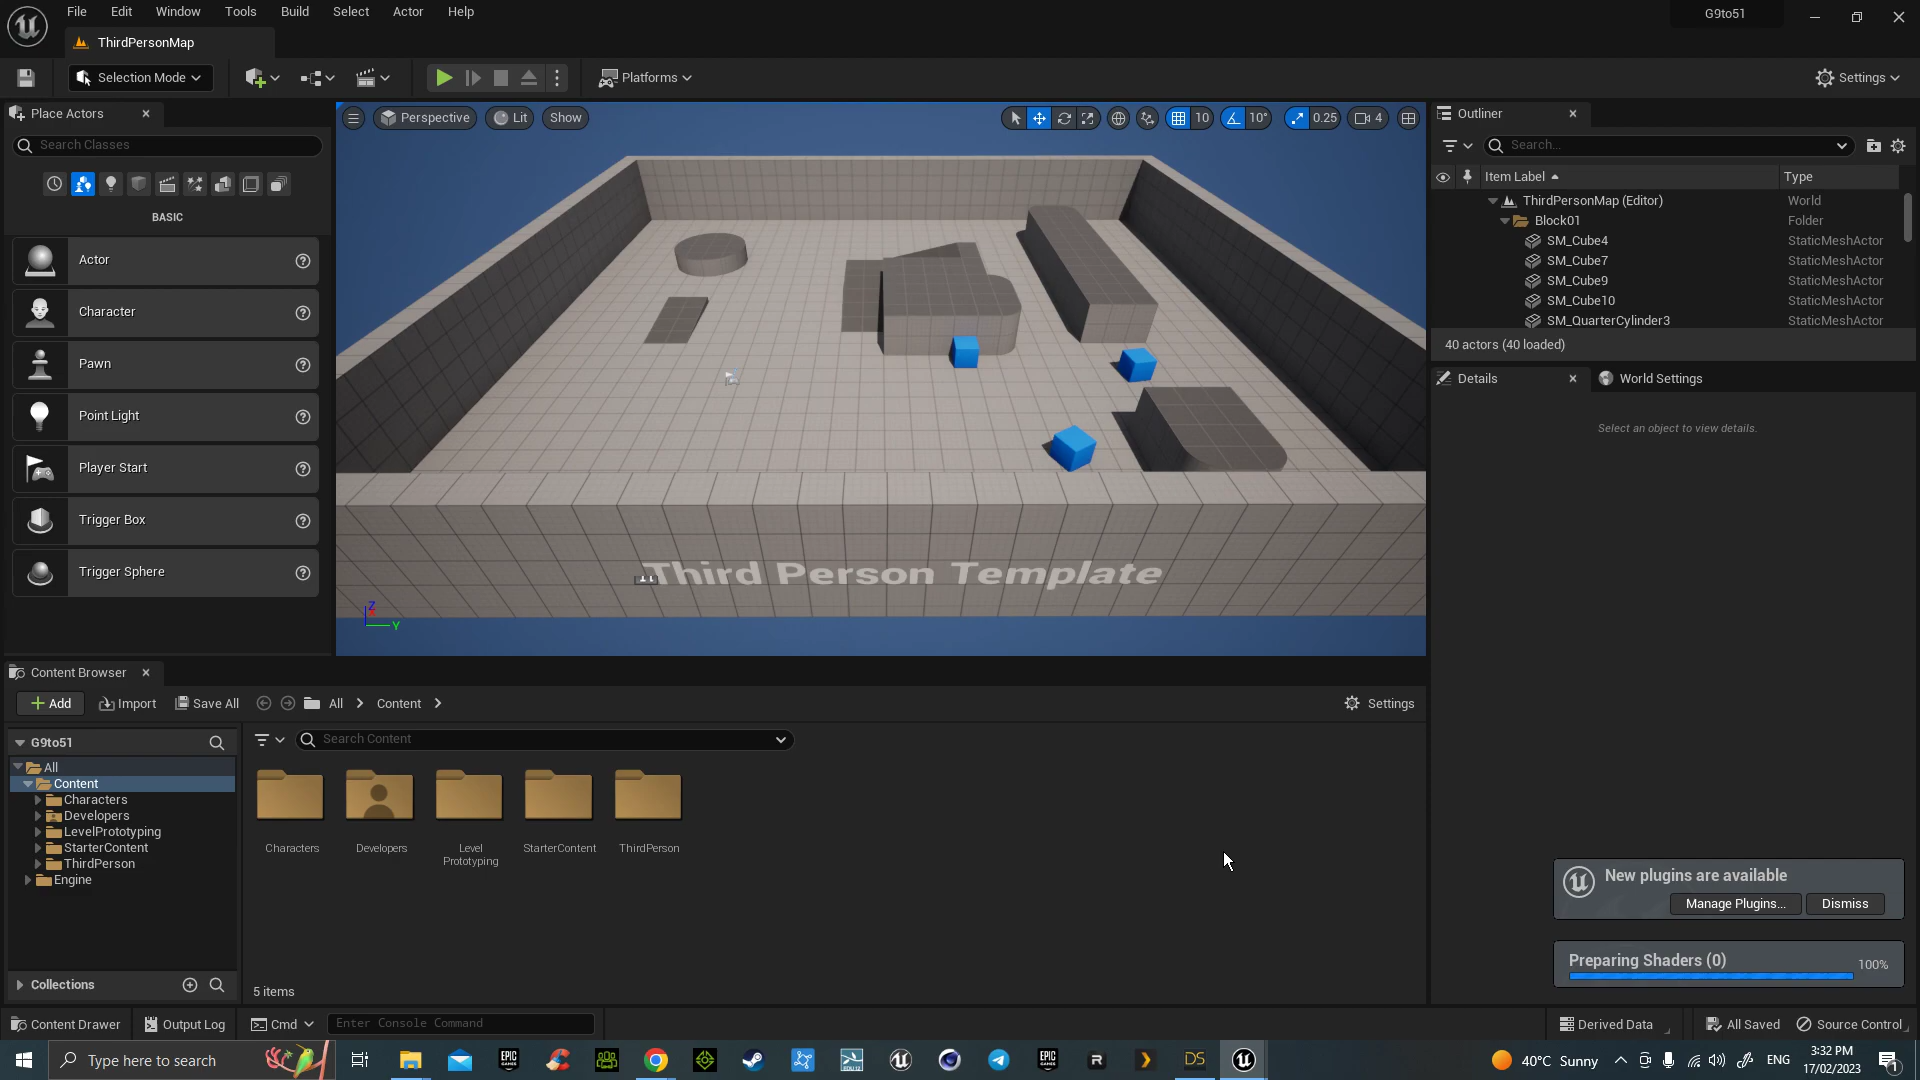 File Edit Window Tools Build Select Actor Help
G9to51
ThirdPersonMap
Selection Mode
Platforms
Settings
Place Actors
Search Classes
BASIC
Actor
Character
Pawn
Point Light
Player Start
Trigger Box
Trigger Sphere
Perspective Lit Show
10 10° 0.25 4
Third Person Template
Z
Y
Outliner
Search...
Item Label Type
ThirdPersonMap (Editor) World
Block01 Folder
SM_Cube4 StaticMeshActor
SM_Cube7 StaticMeshActor
SM_Cube9 StaticMeshActor
SM_Cube10 StaticMeshActor
SM_QuarterCylinder3 StaticMeshActor
40 actors (40 loaded)
Details World Settings
Select an object to view details.
Content Browser
Add Import Save All All Content Settings
G9to51
All
Content
Characters
Developers
LevelPrototyping
StarterContent
ThirdPerson
Engine
Collections
Search Content
Characters
Developers
Level
Prototyping
StarterContent
ThirdPerson
5 items
New plugins are available
Manage Plugins... Dismiss
Preparing Shaders (0) 100%
Content Drawer Output Log Cmd Enter Console Command
Derived Data All Saved Source Control
Type here to search
EPIC
GAMES
EPIC
GAMES
R
DS
40°C Sunny
ENG
3:32 PM
17/02/2023
1